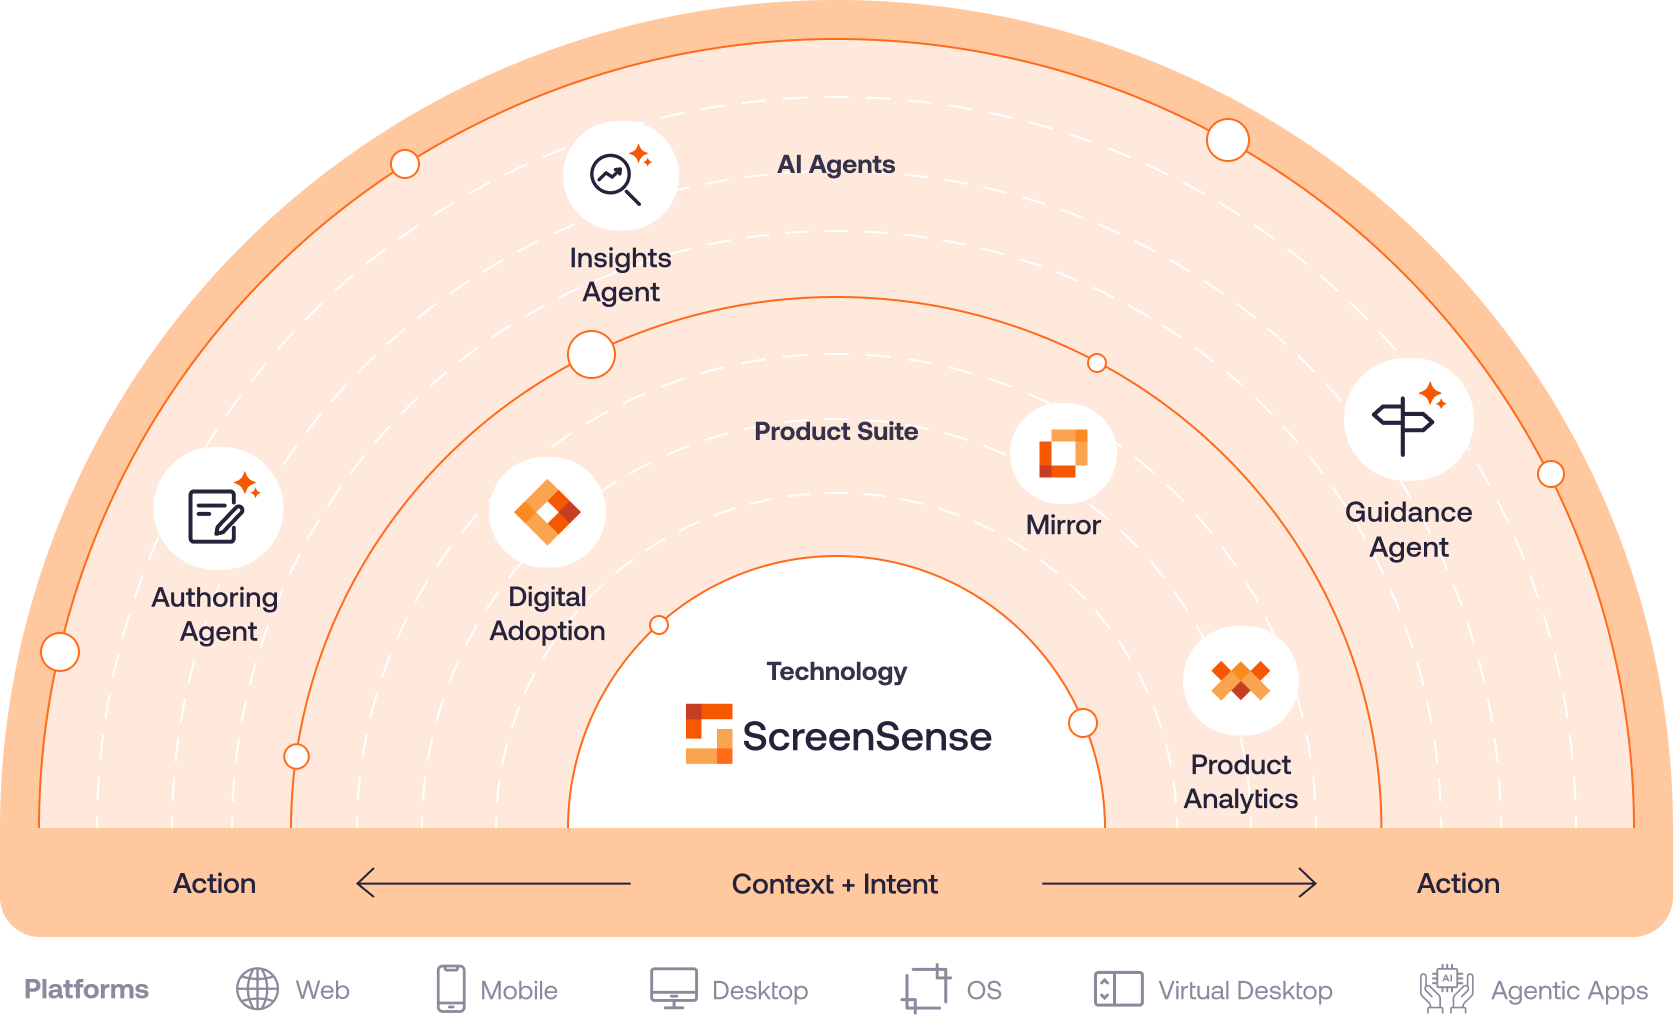 AI Agents
Insights
Agent
Authoring
Agent
Guidance
Agent
Product Suite
Digital
Adoption
Mirror
Product
Analytics
Technology
ScreenSense
Action
Context + Intent
Action
Platforms
Web
Mobile
Desktop
OS
Virtual Desktop
AI
Agentic Apps